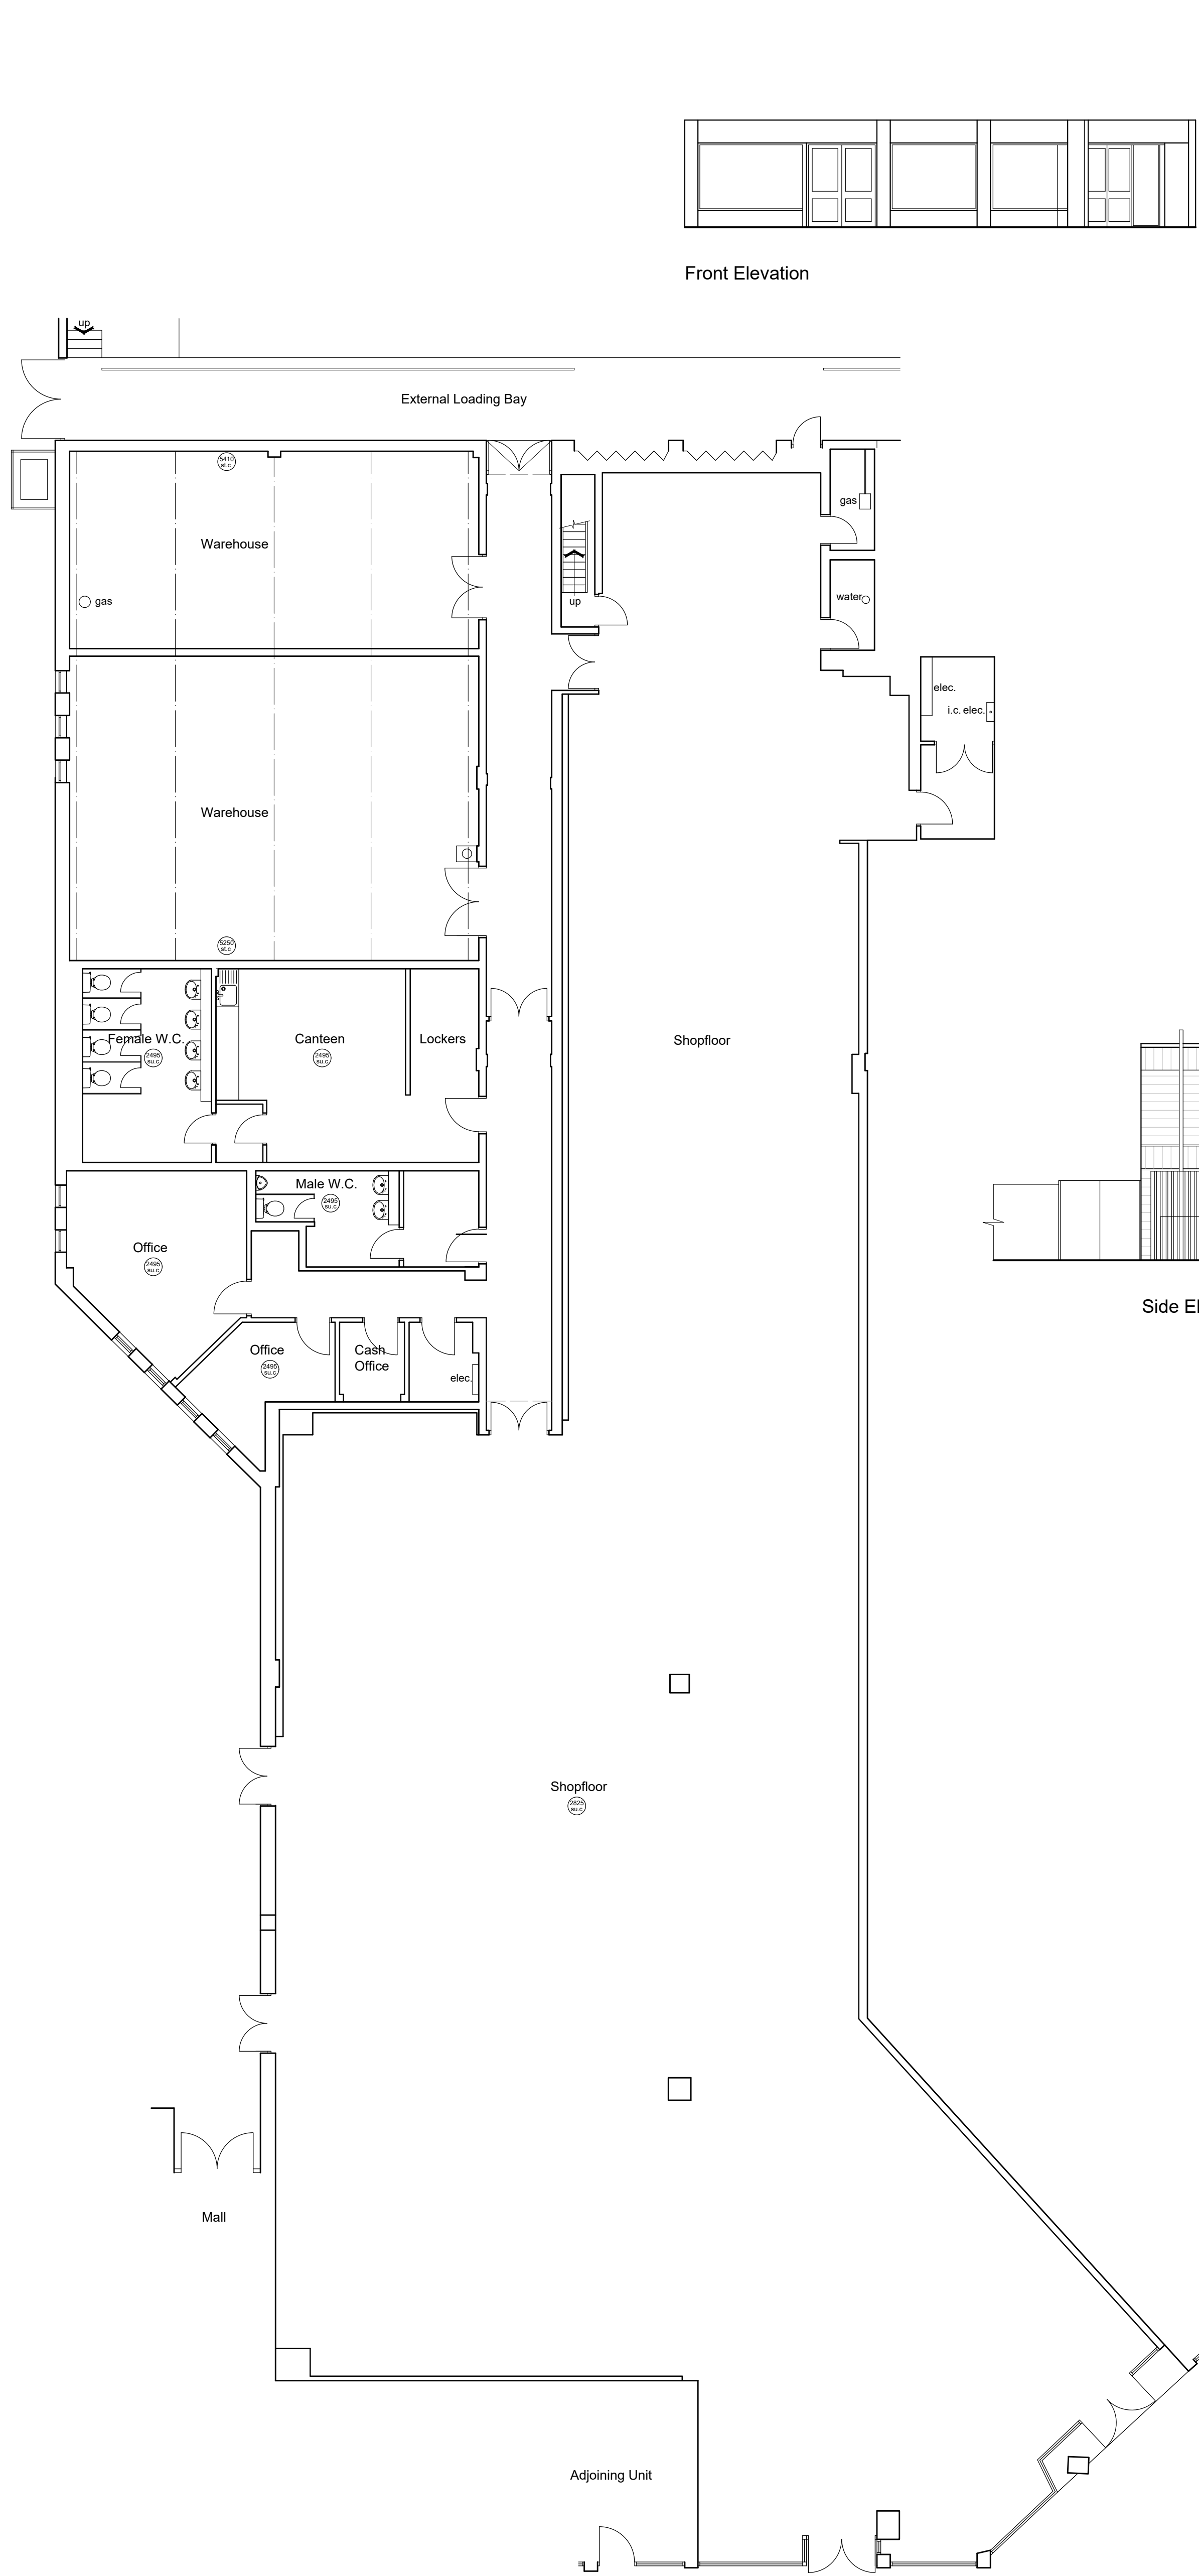 Front Elevation
up
External Loading Bay
5410
st.c
Warehouse
gas
gas
up
water
elec.
i.c. elec.
Warehouse
5250
st.c
Female W.C.
2495
su.c
Canteen
2495
su.c
Lockers
Shopfloor
Male W.C.
2495
su.c
Office
2495
su.c
Side El
Office
2495
su.c
Cash
Office
elec.
Shopfloor
2825
su.c
Mall
Adjoining Unit